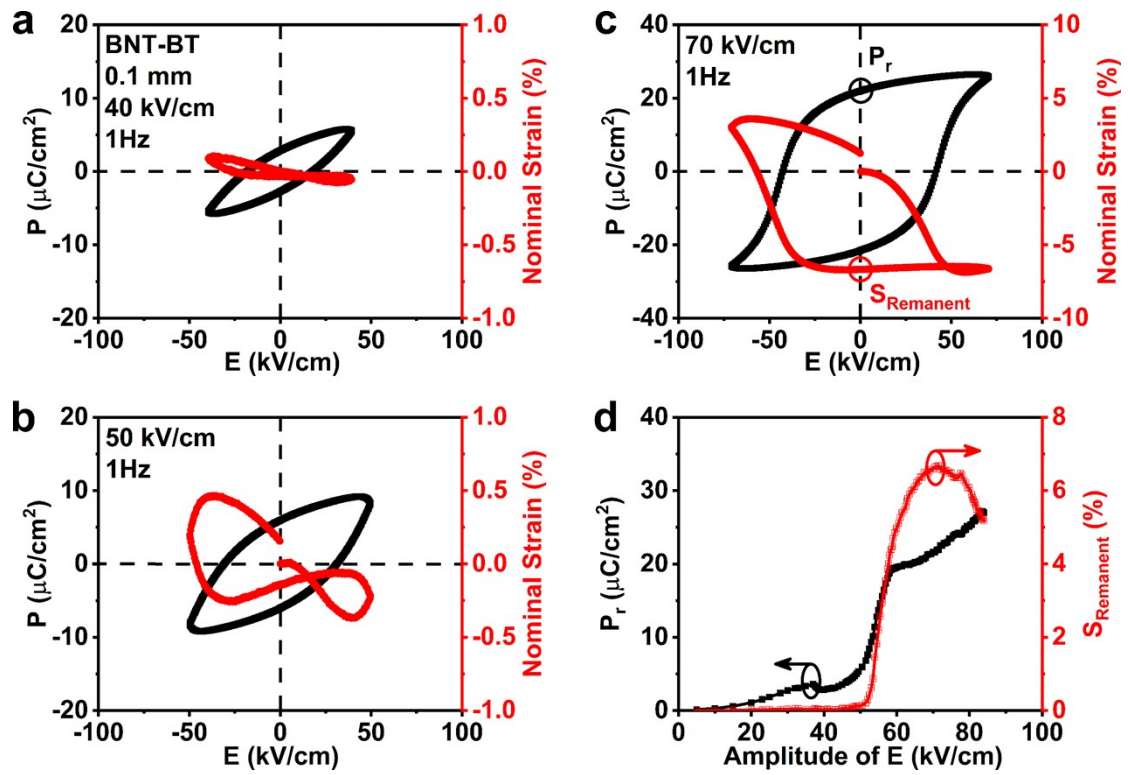 a
BNT-BT
0.1 mm
40 kV/cm
1Hz
20
10
0
-10
-20
P (μC/cm²)
1.0
0.5
0.0
-0.5
-1.0
Nominal Strain (%)
-100 -50 0 50 100
E (kV/cm)
c
70 kV/cm
1Hz
Pr
SRemanent
40
20
0
-20
-40
P (μC/cm²)
10
5
0
-5
-10
Nominal Strain (%)
-100 -50 0 50 100
E (kV/cm)
b
50 kV/cm
1Hz
20
10
0
-10
-20
P (μC/cm²)
1.0
0.5
0.0
-0.5
-1.0
Nominal Strain (%)
-100 -50 0 50 100
E (kV/cm)
d
40
30
20
10
0
Pr (μC/cm²)
8
6
4
2
0
SRemanent (%)
0 20 40 60 80 100
Amplitude of E (kV/cm)